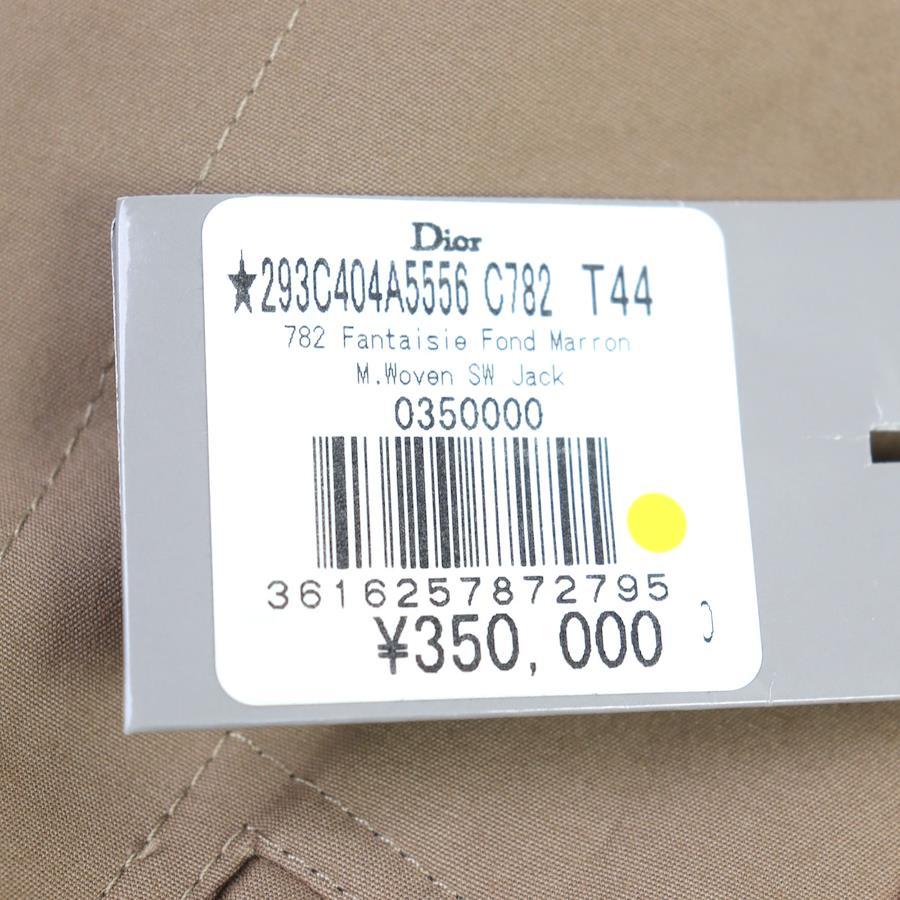 Dior
★293C404A5556 C782 T44
782 Fantaisie Fond Marron
M.Woven SW Jack
0350000
3616257872795
¥350,000